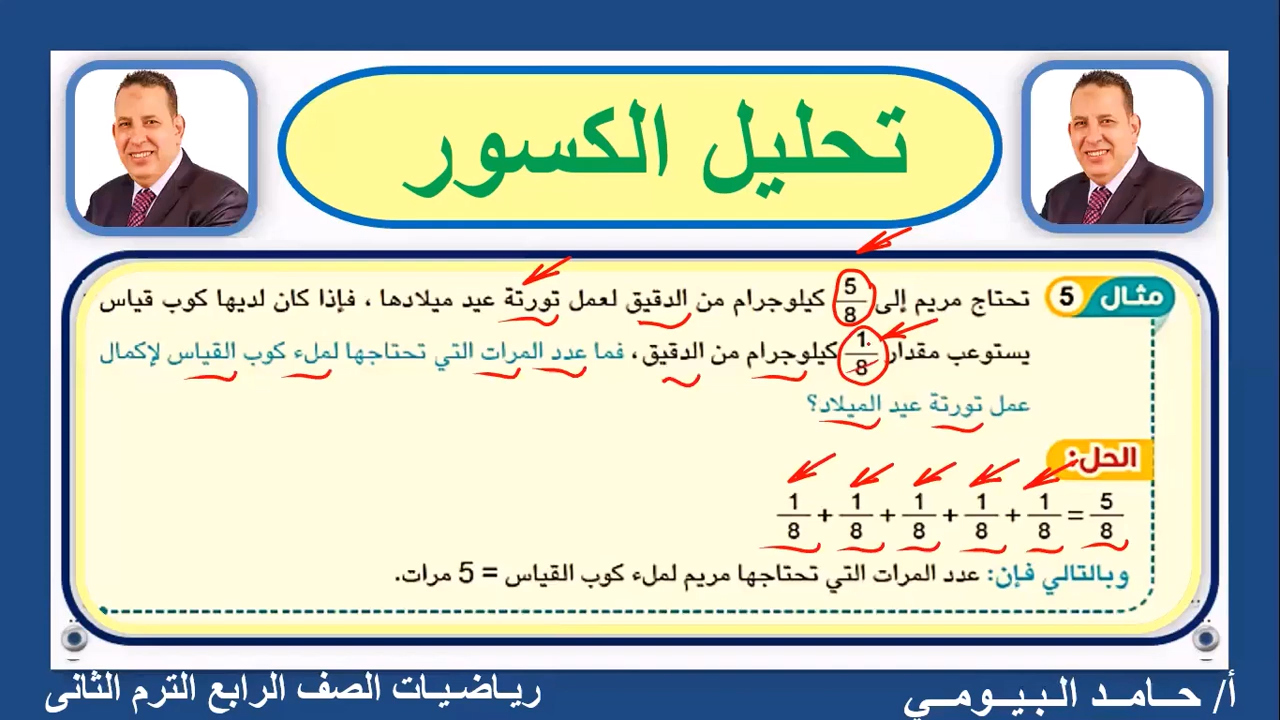 تحليل الكسور
مثال 5
تحتاج مريم إلى 5/8 كيلوجرام من الدقيق لعمل تورتة عيد ميلادها ، فإذا كان لديها كوب قياس
يستوعب مقدار 1/8 كيلوجرام من الدقيق ، فما عدد المرات التي تحتاجها لملء كوب القياس لإكمال
عمل تورتة عيد الميلاد؟
الحل:
5/8 = 1/8 + 1/8 + 1/8 + 1/8 + 1/8
وبالتالي فإن: عدد المرات التي تحتاجها مريم لملء كوب القياس = 5 مرات.
أ/ حـامـد الـبـيـومـي
ريـاضـيـات الصف الرابع الترم الثانى